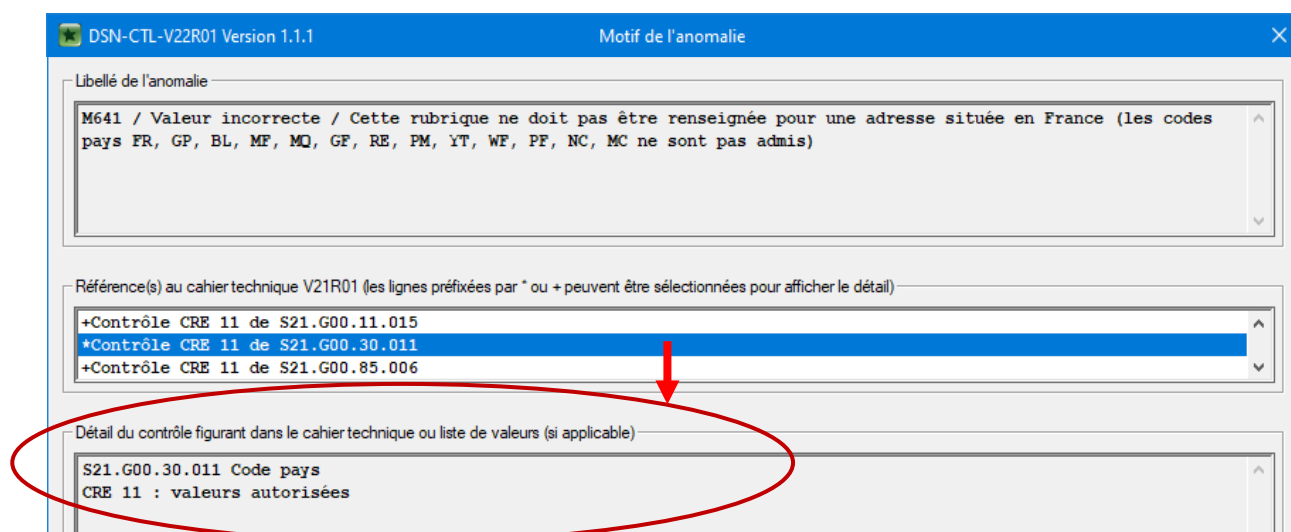 DSN-CTL-V22R01 Version 1.1.1 Motif de l'anomalie
Libellé de l'anomalie
M641 / Valeur incorrecte / Cette rubrique ne doit pas être renseignée pour une adresse située en France (les codes
pays FR, GP, BL, MF, MQ, GF, RE, PM, YT, WF, PF, NC, MC ne sont pas admis)
Référence(s) au cahier technique V21R01 (les lignes préfixées par * ou + peuvent être sélectionnées pour afficher le détail)
+Contrôle CRE 11 de S21.G00.11.015
*Contrôle CRE 11 de S21.G00.30.011
+Contrôle CRE 11 de S21.G00.85.006
Détail du contrôle figurant dans le cahier technique ou liste de valeurs (si applicable)
S21.G00.30.011 Code pays
CRE 11 : valeurs autorisées